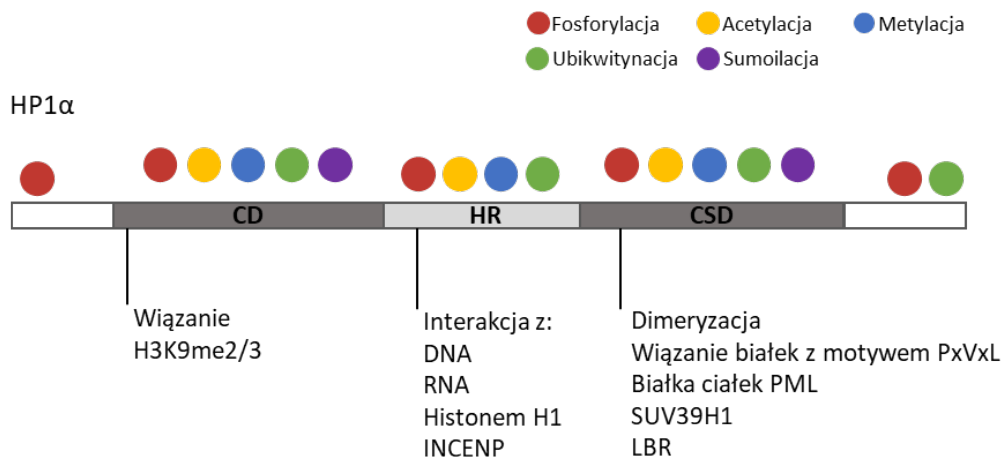 Fosforylacja Acetylacja Metylacja
Ubikwitynacja Sumoilacja
HP1α
CD HR CSD
Wiązanie
H3K9me2/3
Interakcja z:
DNA
RNA
Histonem H1
INCENP
Dimeryzacja
Wiązanie białek z motywem PxVxL
Białka ciałek PML
SUV39H1
LBR